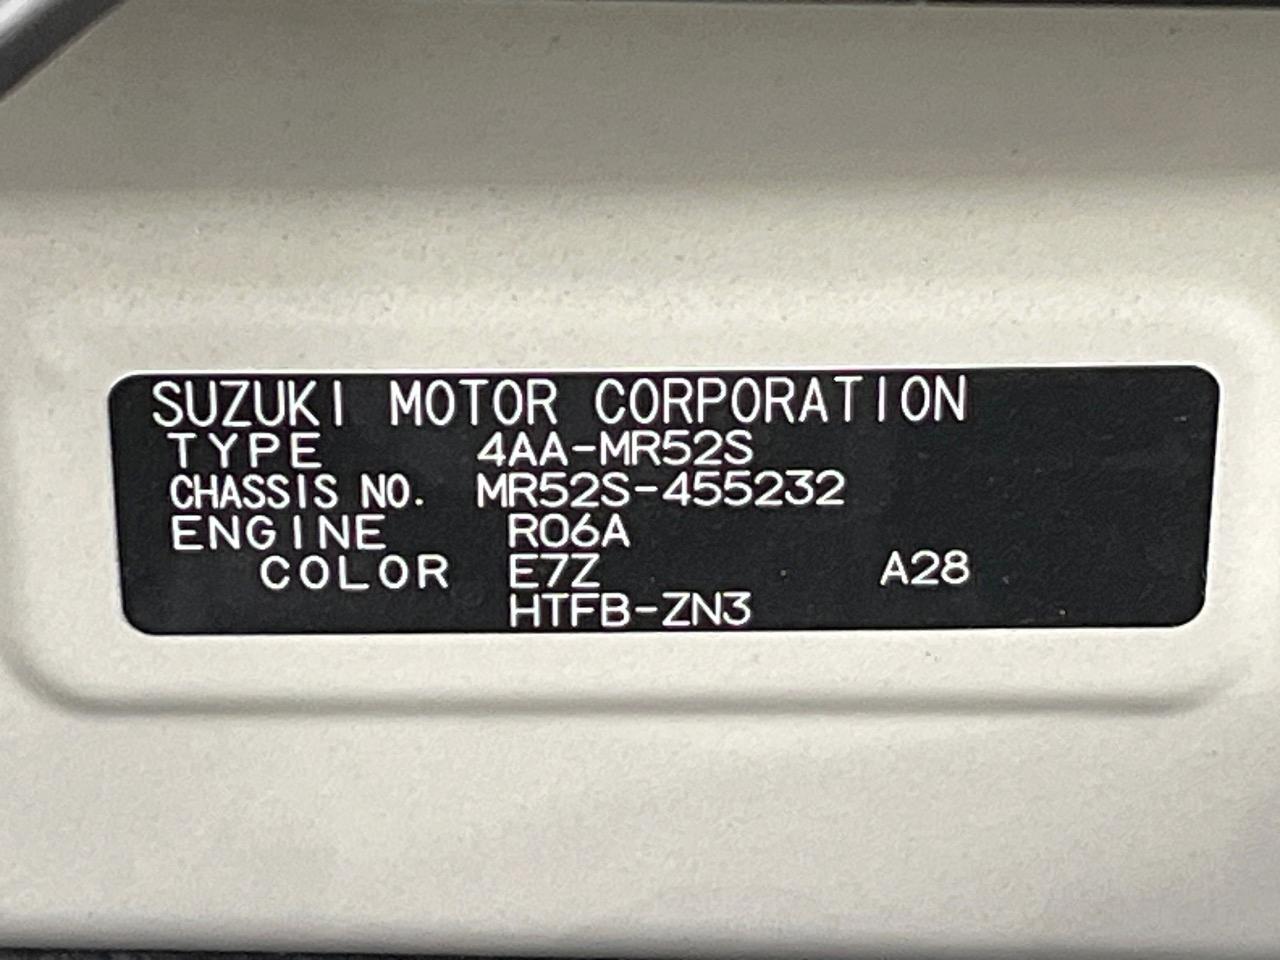 SUZUKI MOTOR CORPORATION
TYPE 4AA-MR52S
CHASSIS NO. MR52S-455232
ENGINE R06A
COLOR E7Z A28
HTFB-ZN3